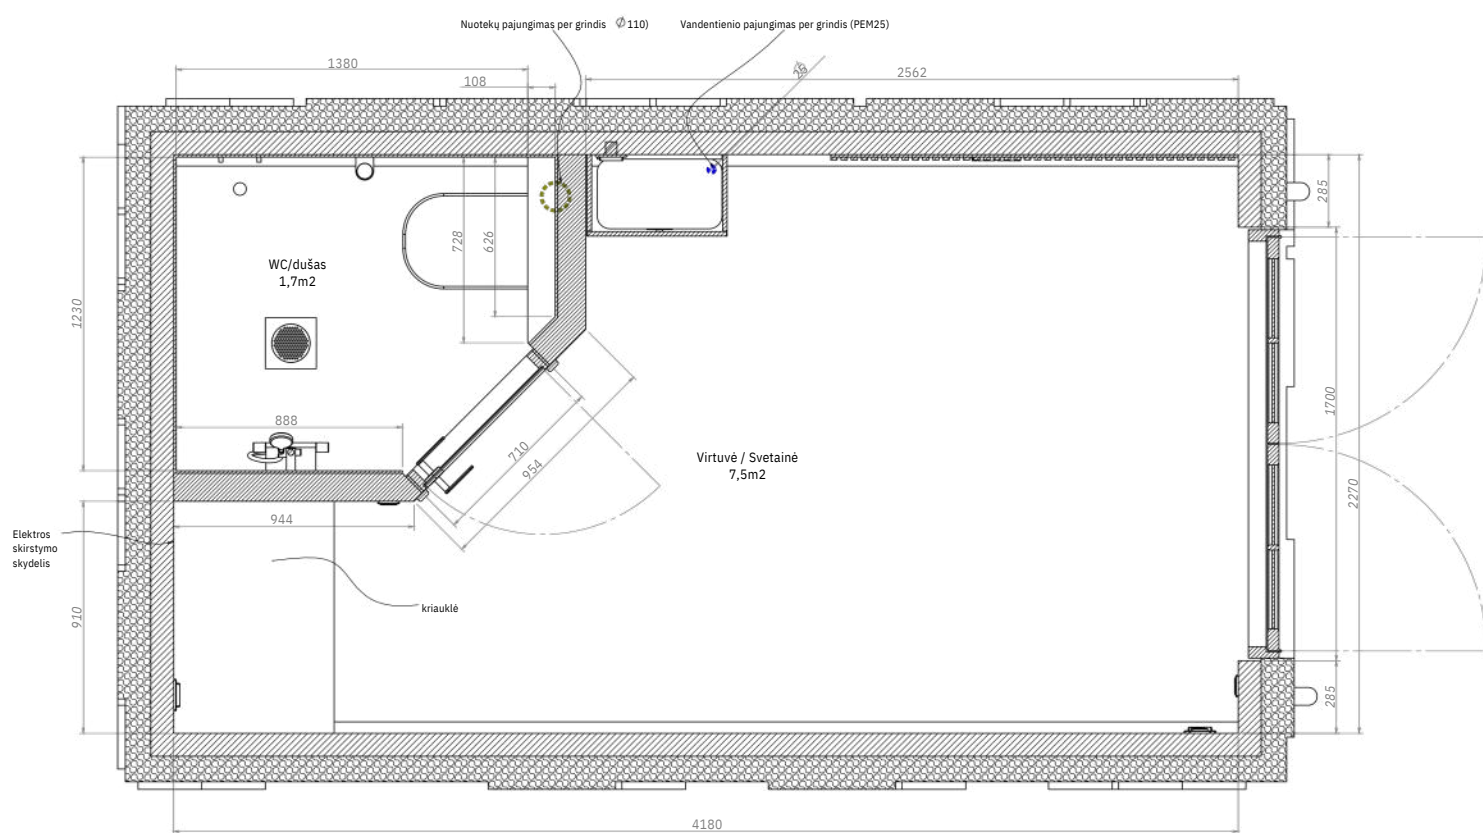 Nuotekų pajungimas per grindis ∅110)
Vandentienio pajungimas per grindis (PEM25)
1380
108
25
2562
285
728
626
WC/dušas
1,7m2
1230
888
710
954
1700
2270
Virtuvė / Svetainė
7,5m2
944
Elektros
skirstymo
skydelis
kriauklė
910
285
4180